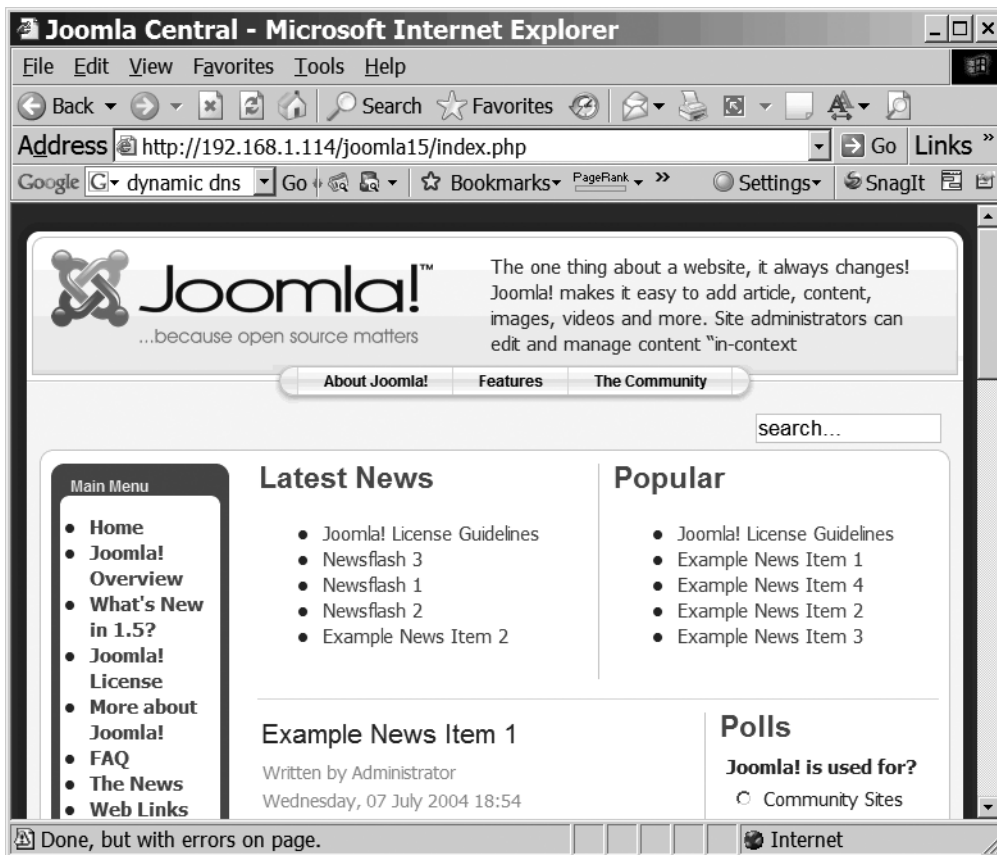 Joomla Central - Microsoft Internet Explorer
File Edit View Favorites Tools Help
Back Search Favorites
Address http://192.168.1.114/joomla15/index.php Go Links »
Google G dynamic dns Go Bookmarks PageRank » Settings SnagIt
Joomla!™
...because open source matters
The one thing about a website, it always changes!
Joomla! makes it easy to add article, content,
images, videos and more. Site administrators can
edit and manage content “in-context
About Joomla! Features The Community
search...
Main Menu
Home
Joomla!
Overview
What's New
in 1.5?
Joomla!
License
More about
Joomla!
FAQ
The News
Web Links
Latest News
Joomla! License Guidelines
Newsflash 3
Newsflash 1
Newsflash 2
Example News Item 2
Popular
Joomla! License Guidelines
Example News Item 1
Example News Item 4
Example News Item 2
Example News Item 3
Example News Item 1
Written by Administrator
Wednesday, 07 July 2004 18:54
Polls
Joomla! is used for?
Community Sites
Done, but with errors on page. Internet